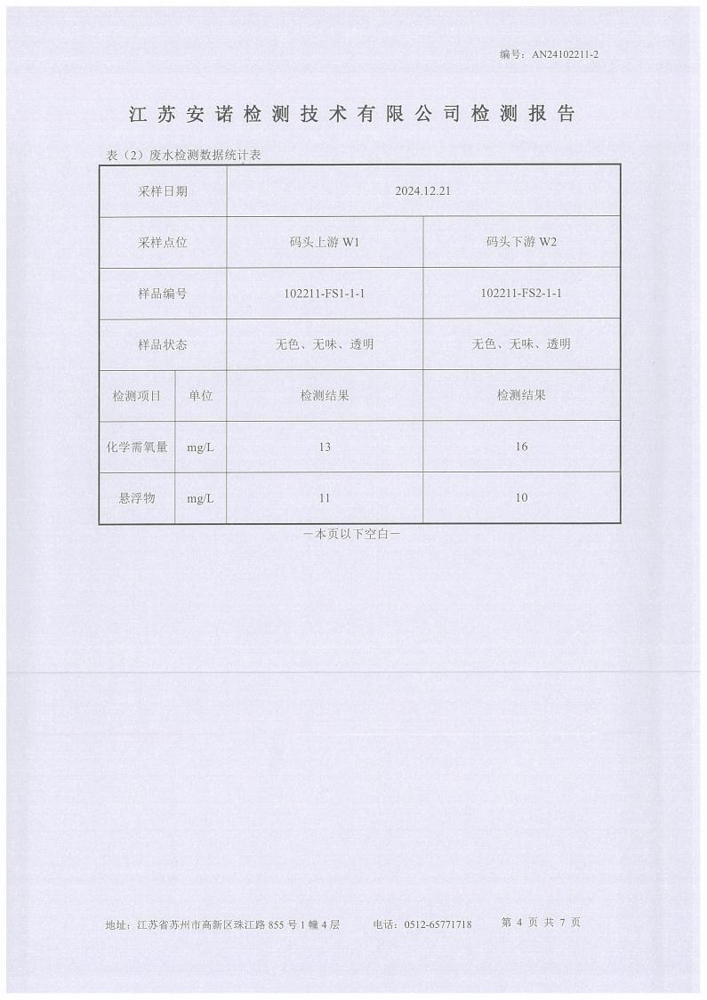 编号：AN24102211-2
江苏安诺检测技术有限公司检测报告
表（2）废水检测数据统计表
采样日期 2024.12.21
采样点位 码头上游 W1 码头下游 W2
样品编号 102211-FS1-1-1 102211-FS2-1-1
样品状态 无色、无味、透明 无色、无味、透明
检测项目 单位 检测结果 检测结果
化学需氧量 mg/L 13 16
悬浮物 mg/L 11 10
－本页以下空白－
地址：江苏省苏州市高新区珠江路 855 号 1 幢 4 层 电话：0512-65771718 第 4 页 共 7 页